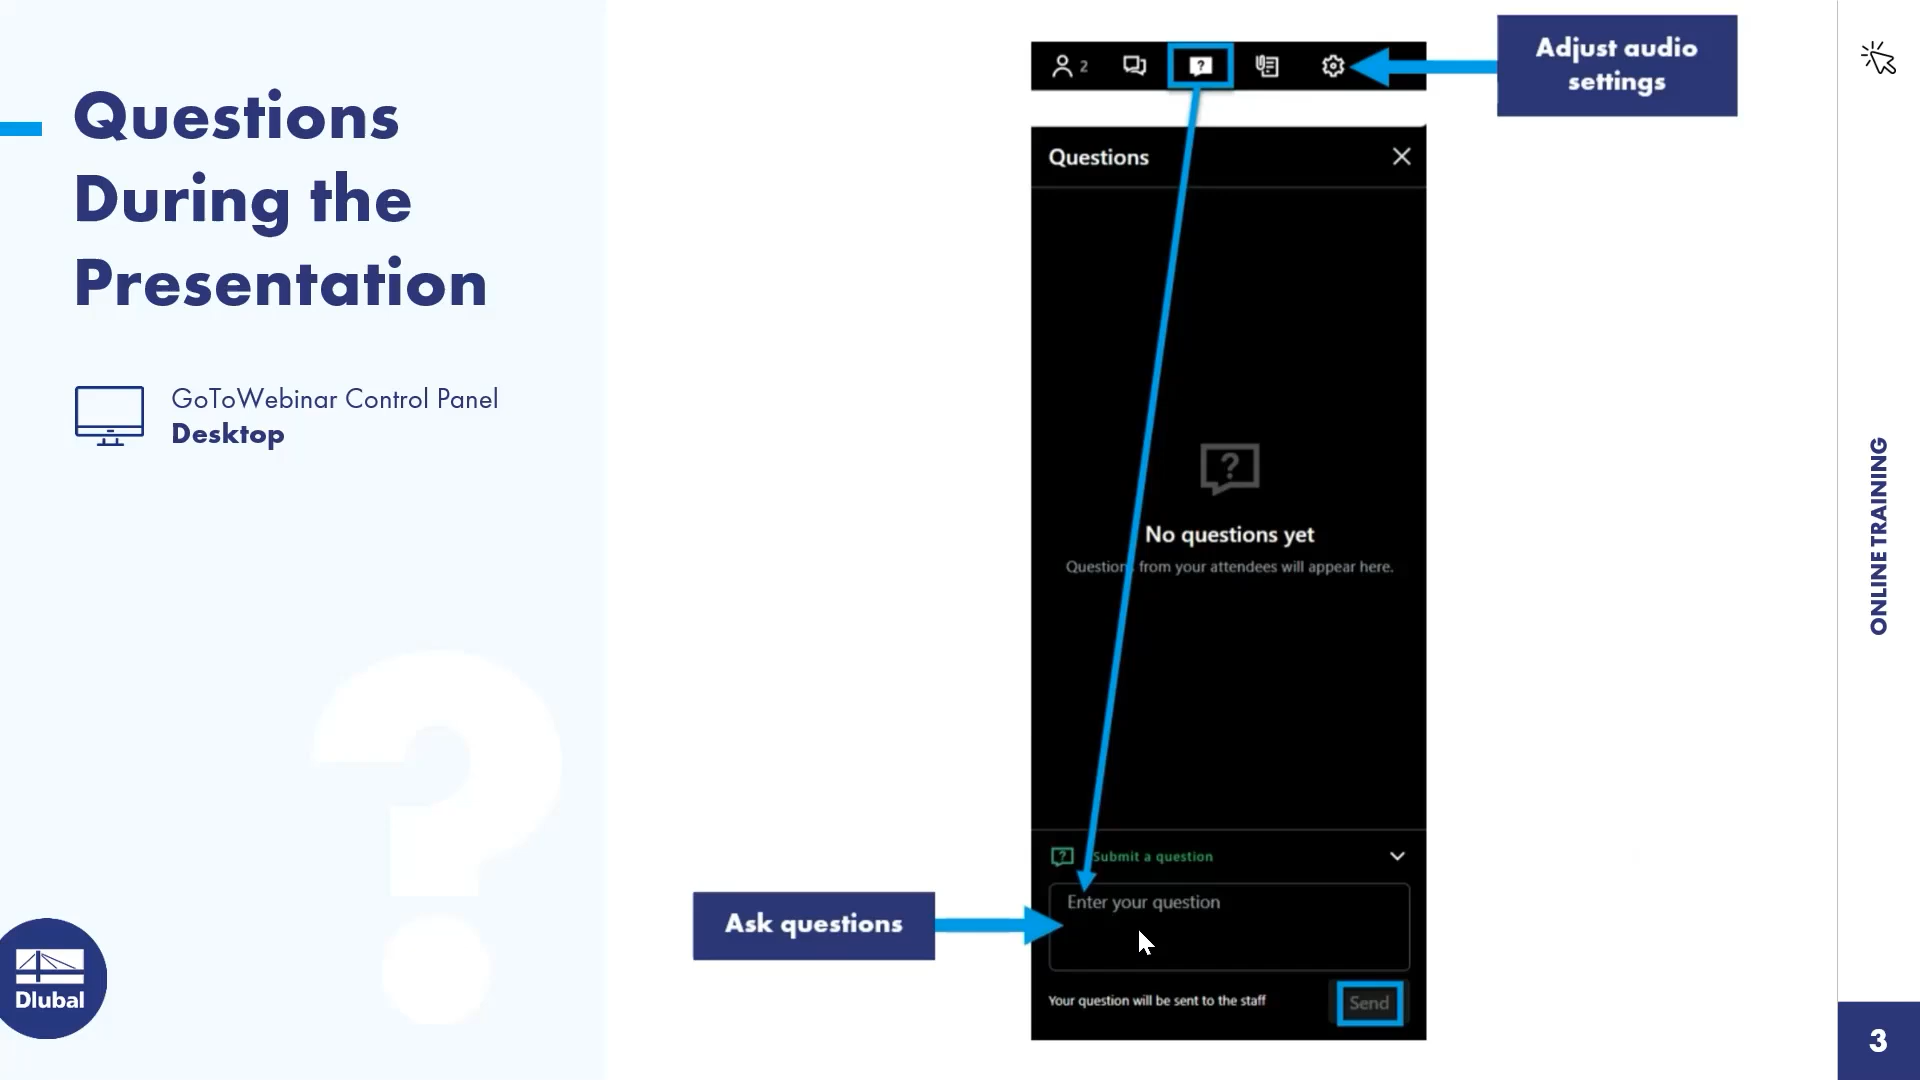 Questions
During the
Presentation
GoToWebinar Control Panel
Desktop
Dlubal
2
?
Adjust audio
settings
Questions
?
No questions yet
Questions from your attendees will appear here.
?
Submit a question
Enter your question
Ask questions
Your question will be sent to the staff
Send
ONLINE TRAINING
3